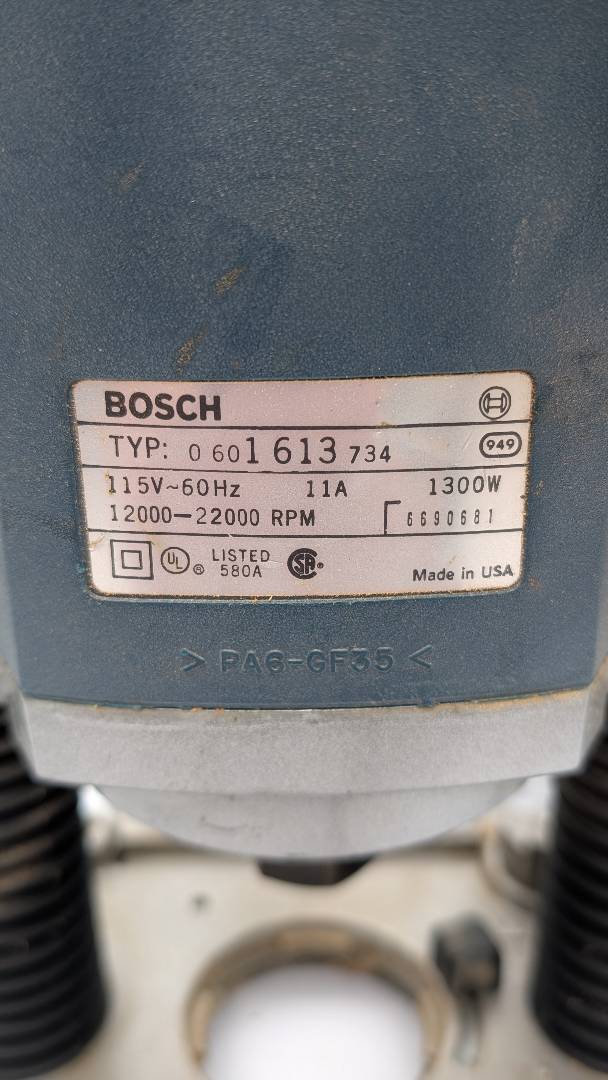 BOSCH
TYP: 0 601 613 734
949
115V~60Hz 11A 1300W
12000-22000 RPM 6690681
UL ® LISTED 580A SA Made in USA
> PA6-GF35 <